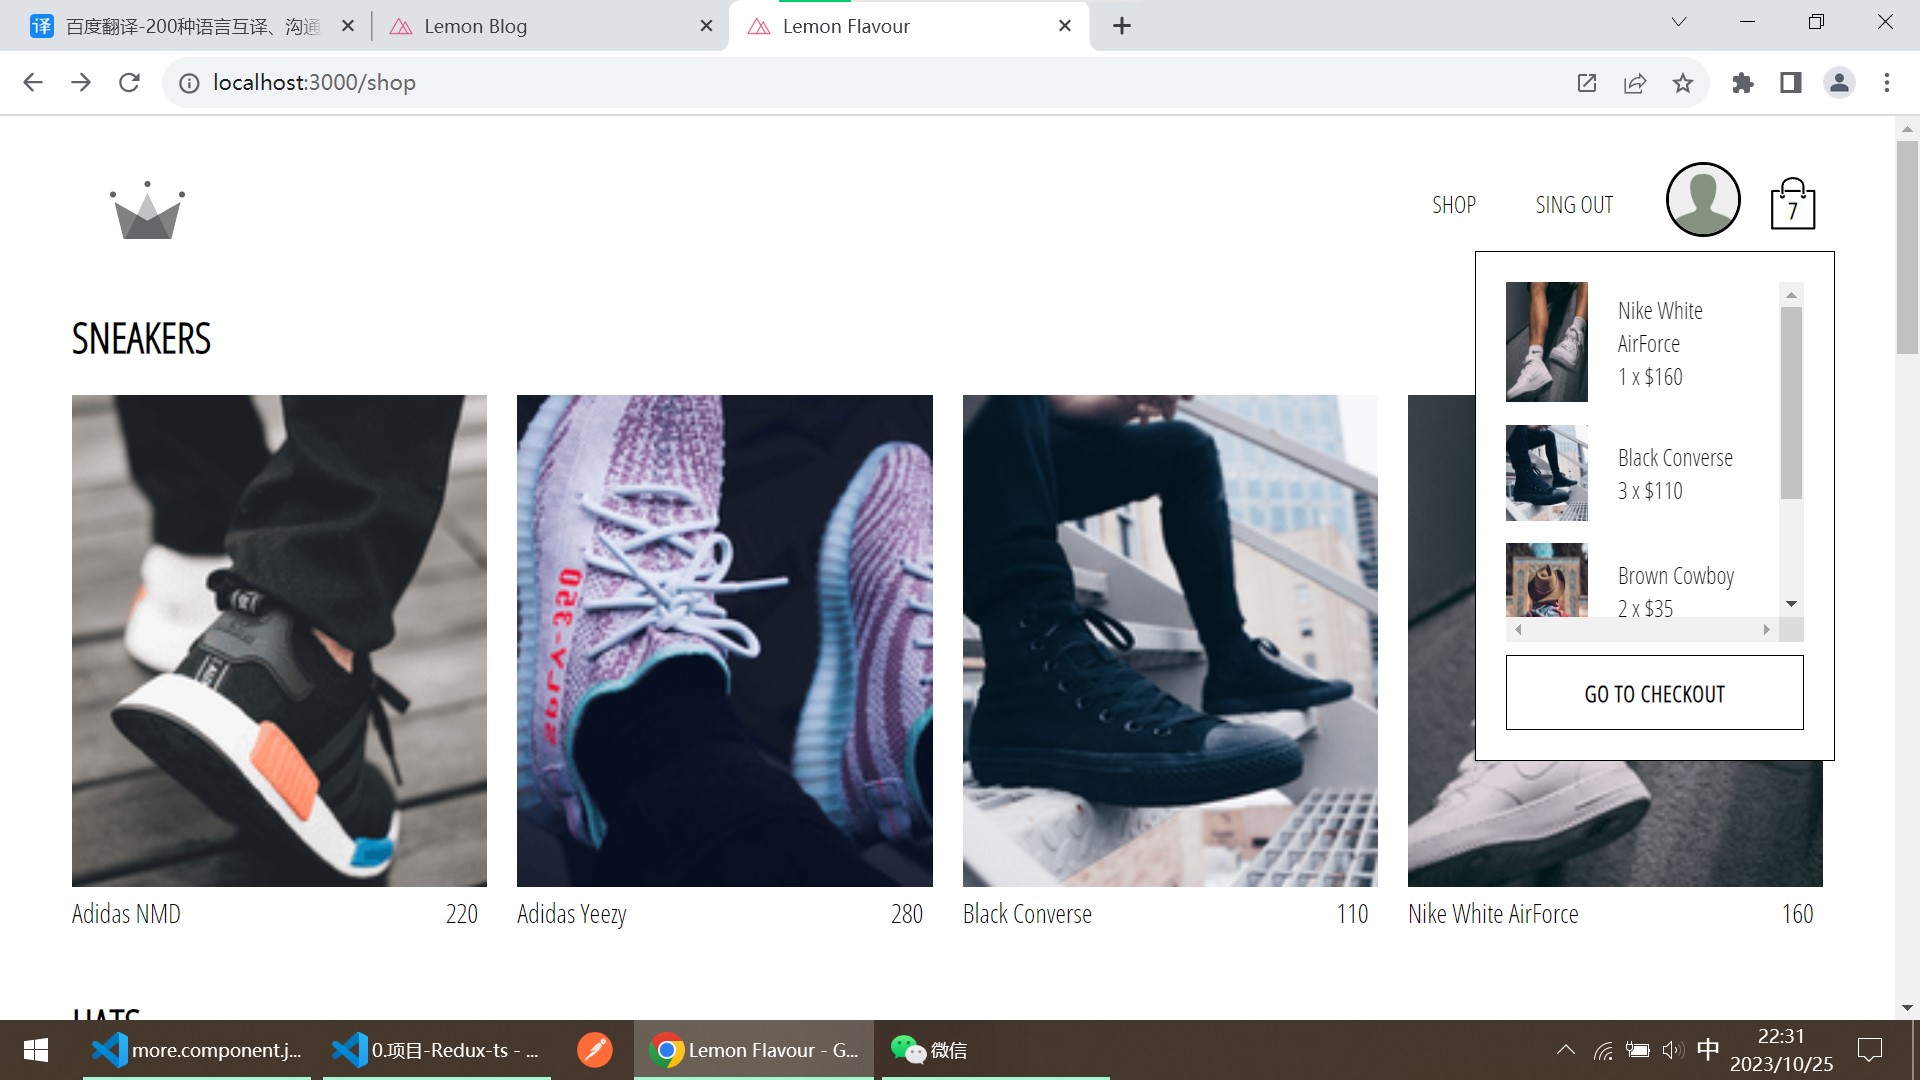 百度翻译-200种语言互译、沟通
Lemon Blog
Lemon Flavour
localhost:3000/shop
SHOP
SING OUT
7
SNEAKERS
Nike White
AirForce
1 x $160
Black Converse
3 x $110
Brown Cowboy
2 x $35
GO TO CHECKOUT
Adidas NMD
220
Adidas Yeezy
280
Black Converse
110
Nike White AirForce
160
HATS
more.component.j...
0.项目-Redux-ts - ...
Lemon Flavour - G...
微信
中
22:31
2023/10/25